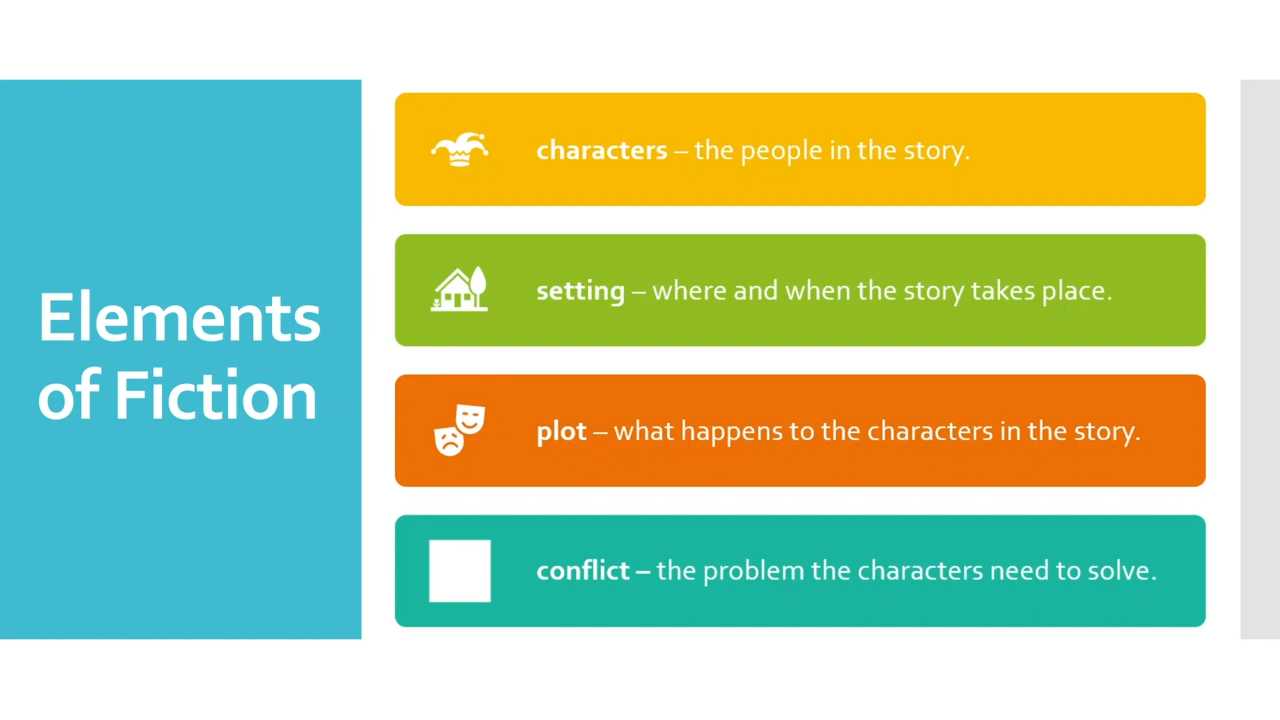 Elements
of Fiction
characters – the people in the story.
setting – where and when the story takes place.
plot – what happens to the characters in the story.
conflict – the problem the characters need to solve.